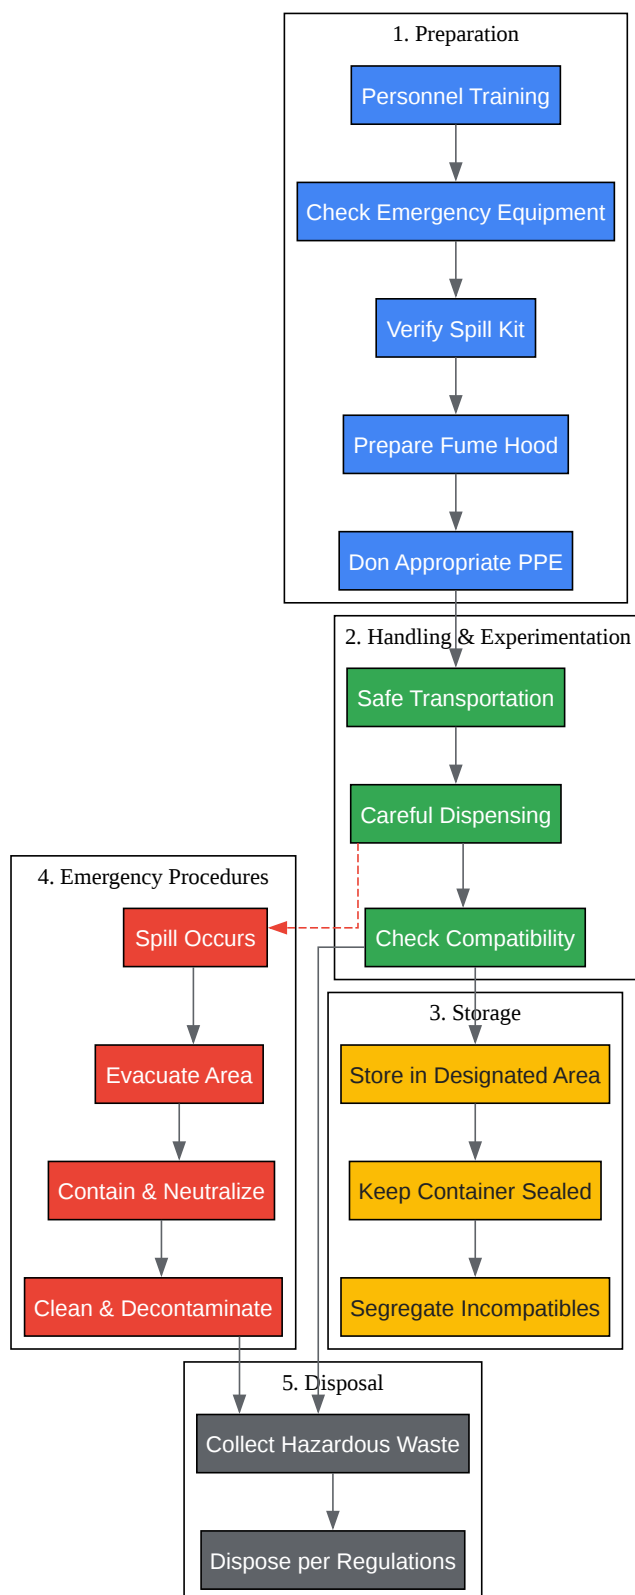 1. Preparation
Personnel Training
Check Emergency Equipment
Verify Spill Kit
Prepare Fume Hood
Don Appropriate PPE
2. Handling & Experimentation
Safe Transportation
Careful Dispensing
Check Compatibility
4. Emergency Procedures
Spill Occurs
Evacuate Area
Contain & Neutralize
Clean & Decontaminate
3. Storage
Store in Designated Area
Keep Container Sealed
Segregate Incompatibles
5. Disposal
Collect Hazardous Waste
Dispose per Regulations